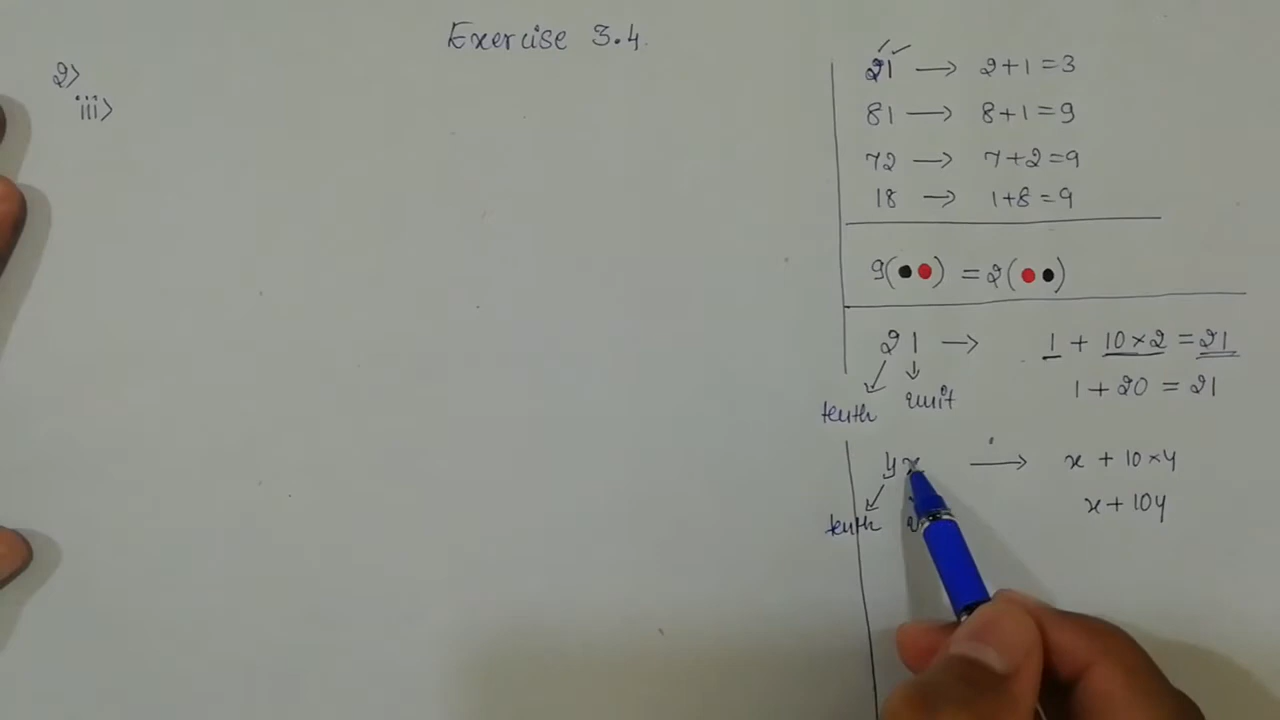 Exercise 3.4.
2>
iii>
21 → 2+1=3
81 → 8+1=9
72 → 7+2=9
18 → 1+8=9
9(●●) = 2(●●)
21 → 1 + 10×2 = 21
1 + 20 = 21
tenth unit
yx → x + 10×y
x + 10y
tenth